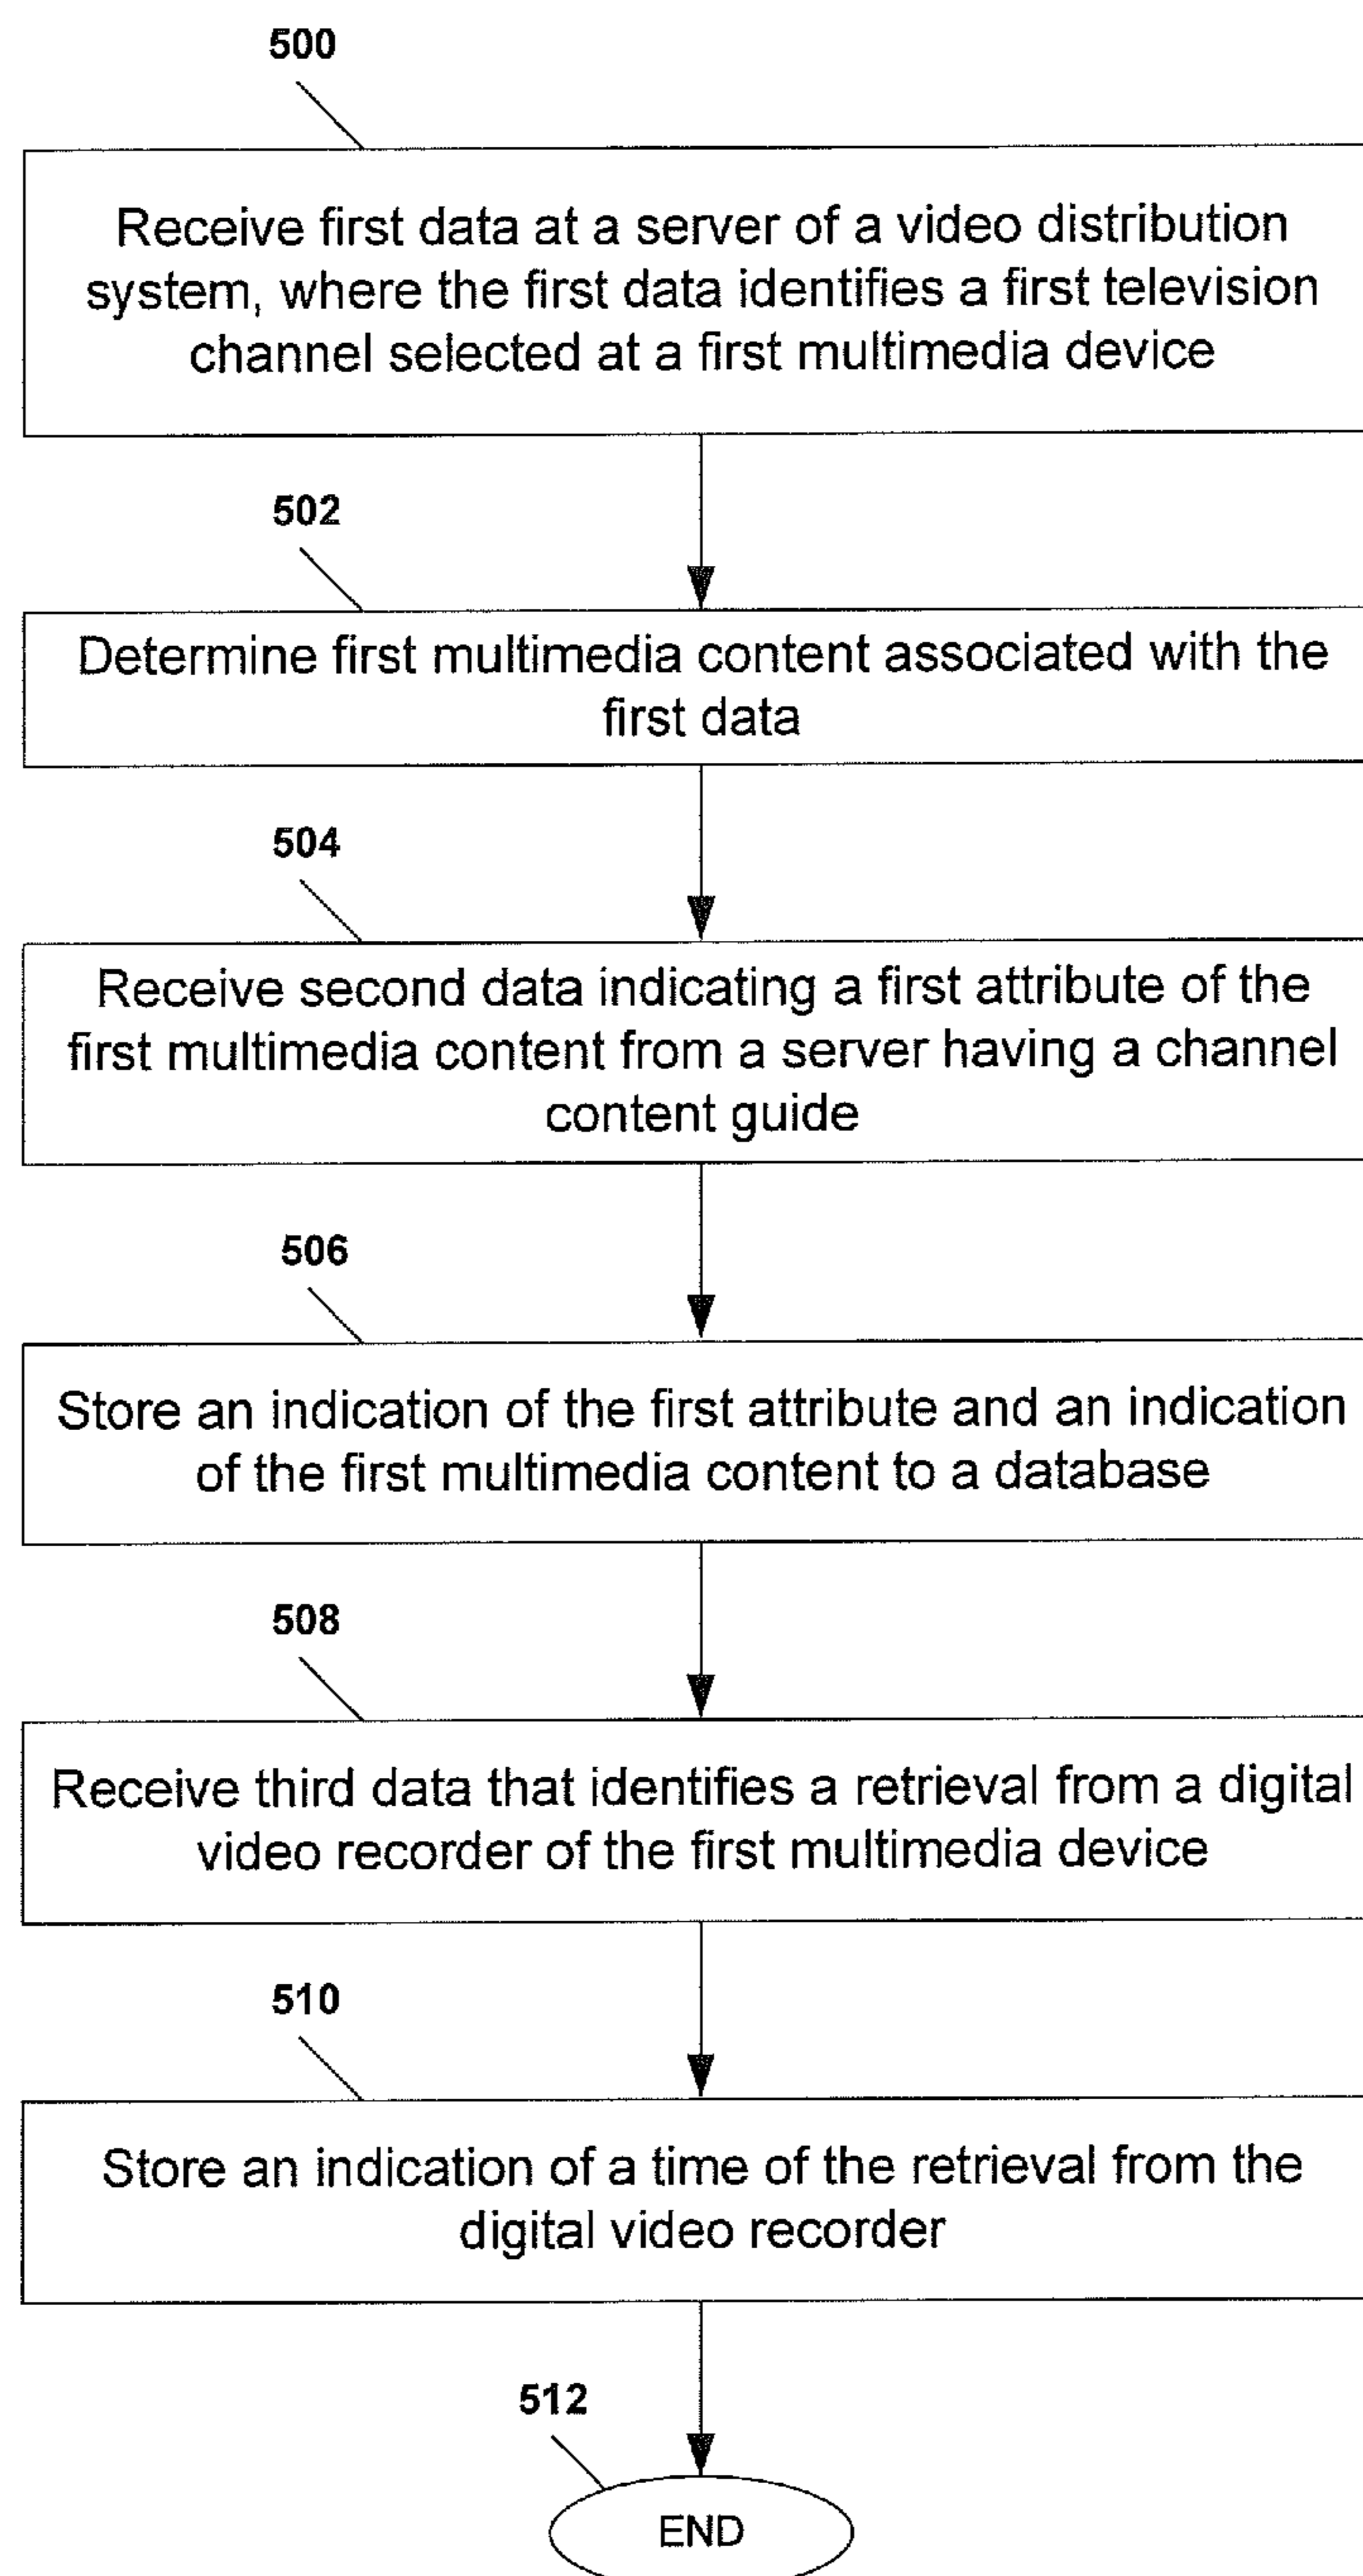 500
Receive first data at a server of a video distribution
system, where the first data identifies a first television
channel selected at a first multimedia device
502
Determine first multimedia content associated with the
first data
504
Receive second data indicating a first attribute of the
first multimedia content from a server having a channel
content guide
506
Store an indication of the first attribute and an indication
of the first multimedia content to a database
508
Receive third data that identifies a retrieval from a digital
video recorder of the first multimedia device
510
Store an indication of a time of the retrieval from the
digital video recorder
512
END